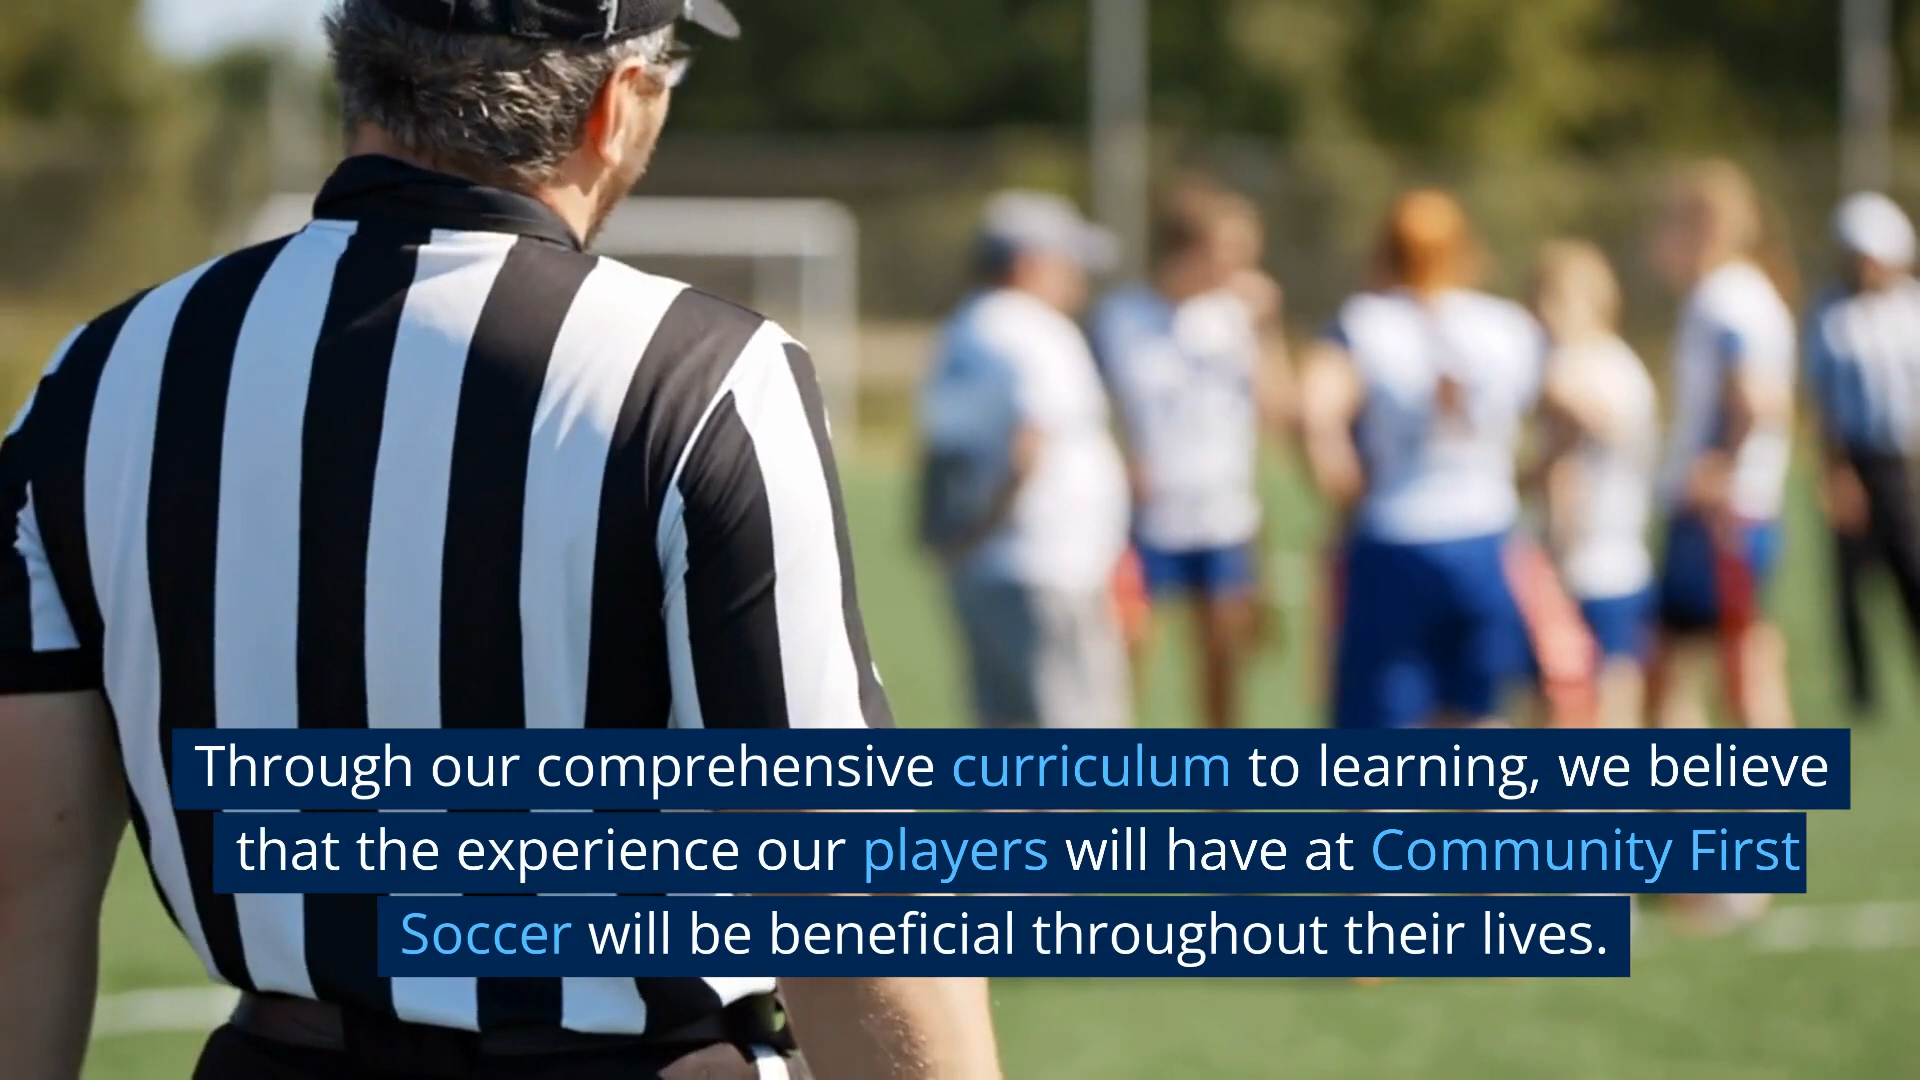 Through our comprehensive curriculum to learning, we believe
that the experience our players will have at Community First
Soccer will be beneficial throughout their lives.